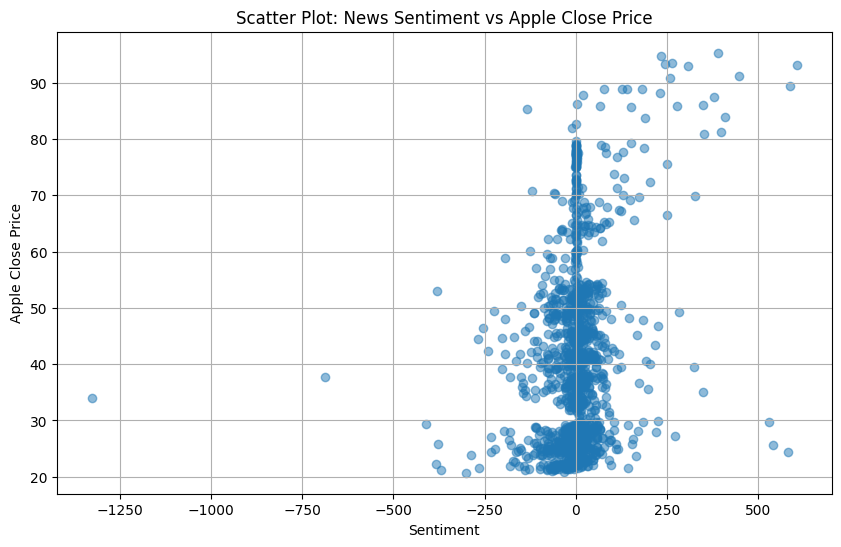 Scatter Plot: News Sentiment vs Apple Close Price
Apple Close Price
90
80
70
60
50
40
30
20
−1250 −1000 −750 −500 −250 0 250 500
Sentiment